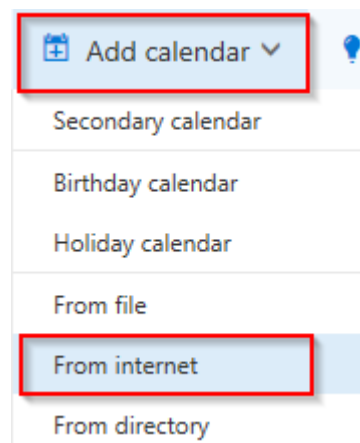 Add calendar
Secondary calendar
Birthday calendar
Holiday calendar
From file
From internet
From directory